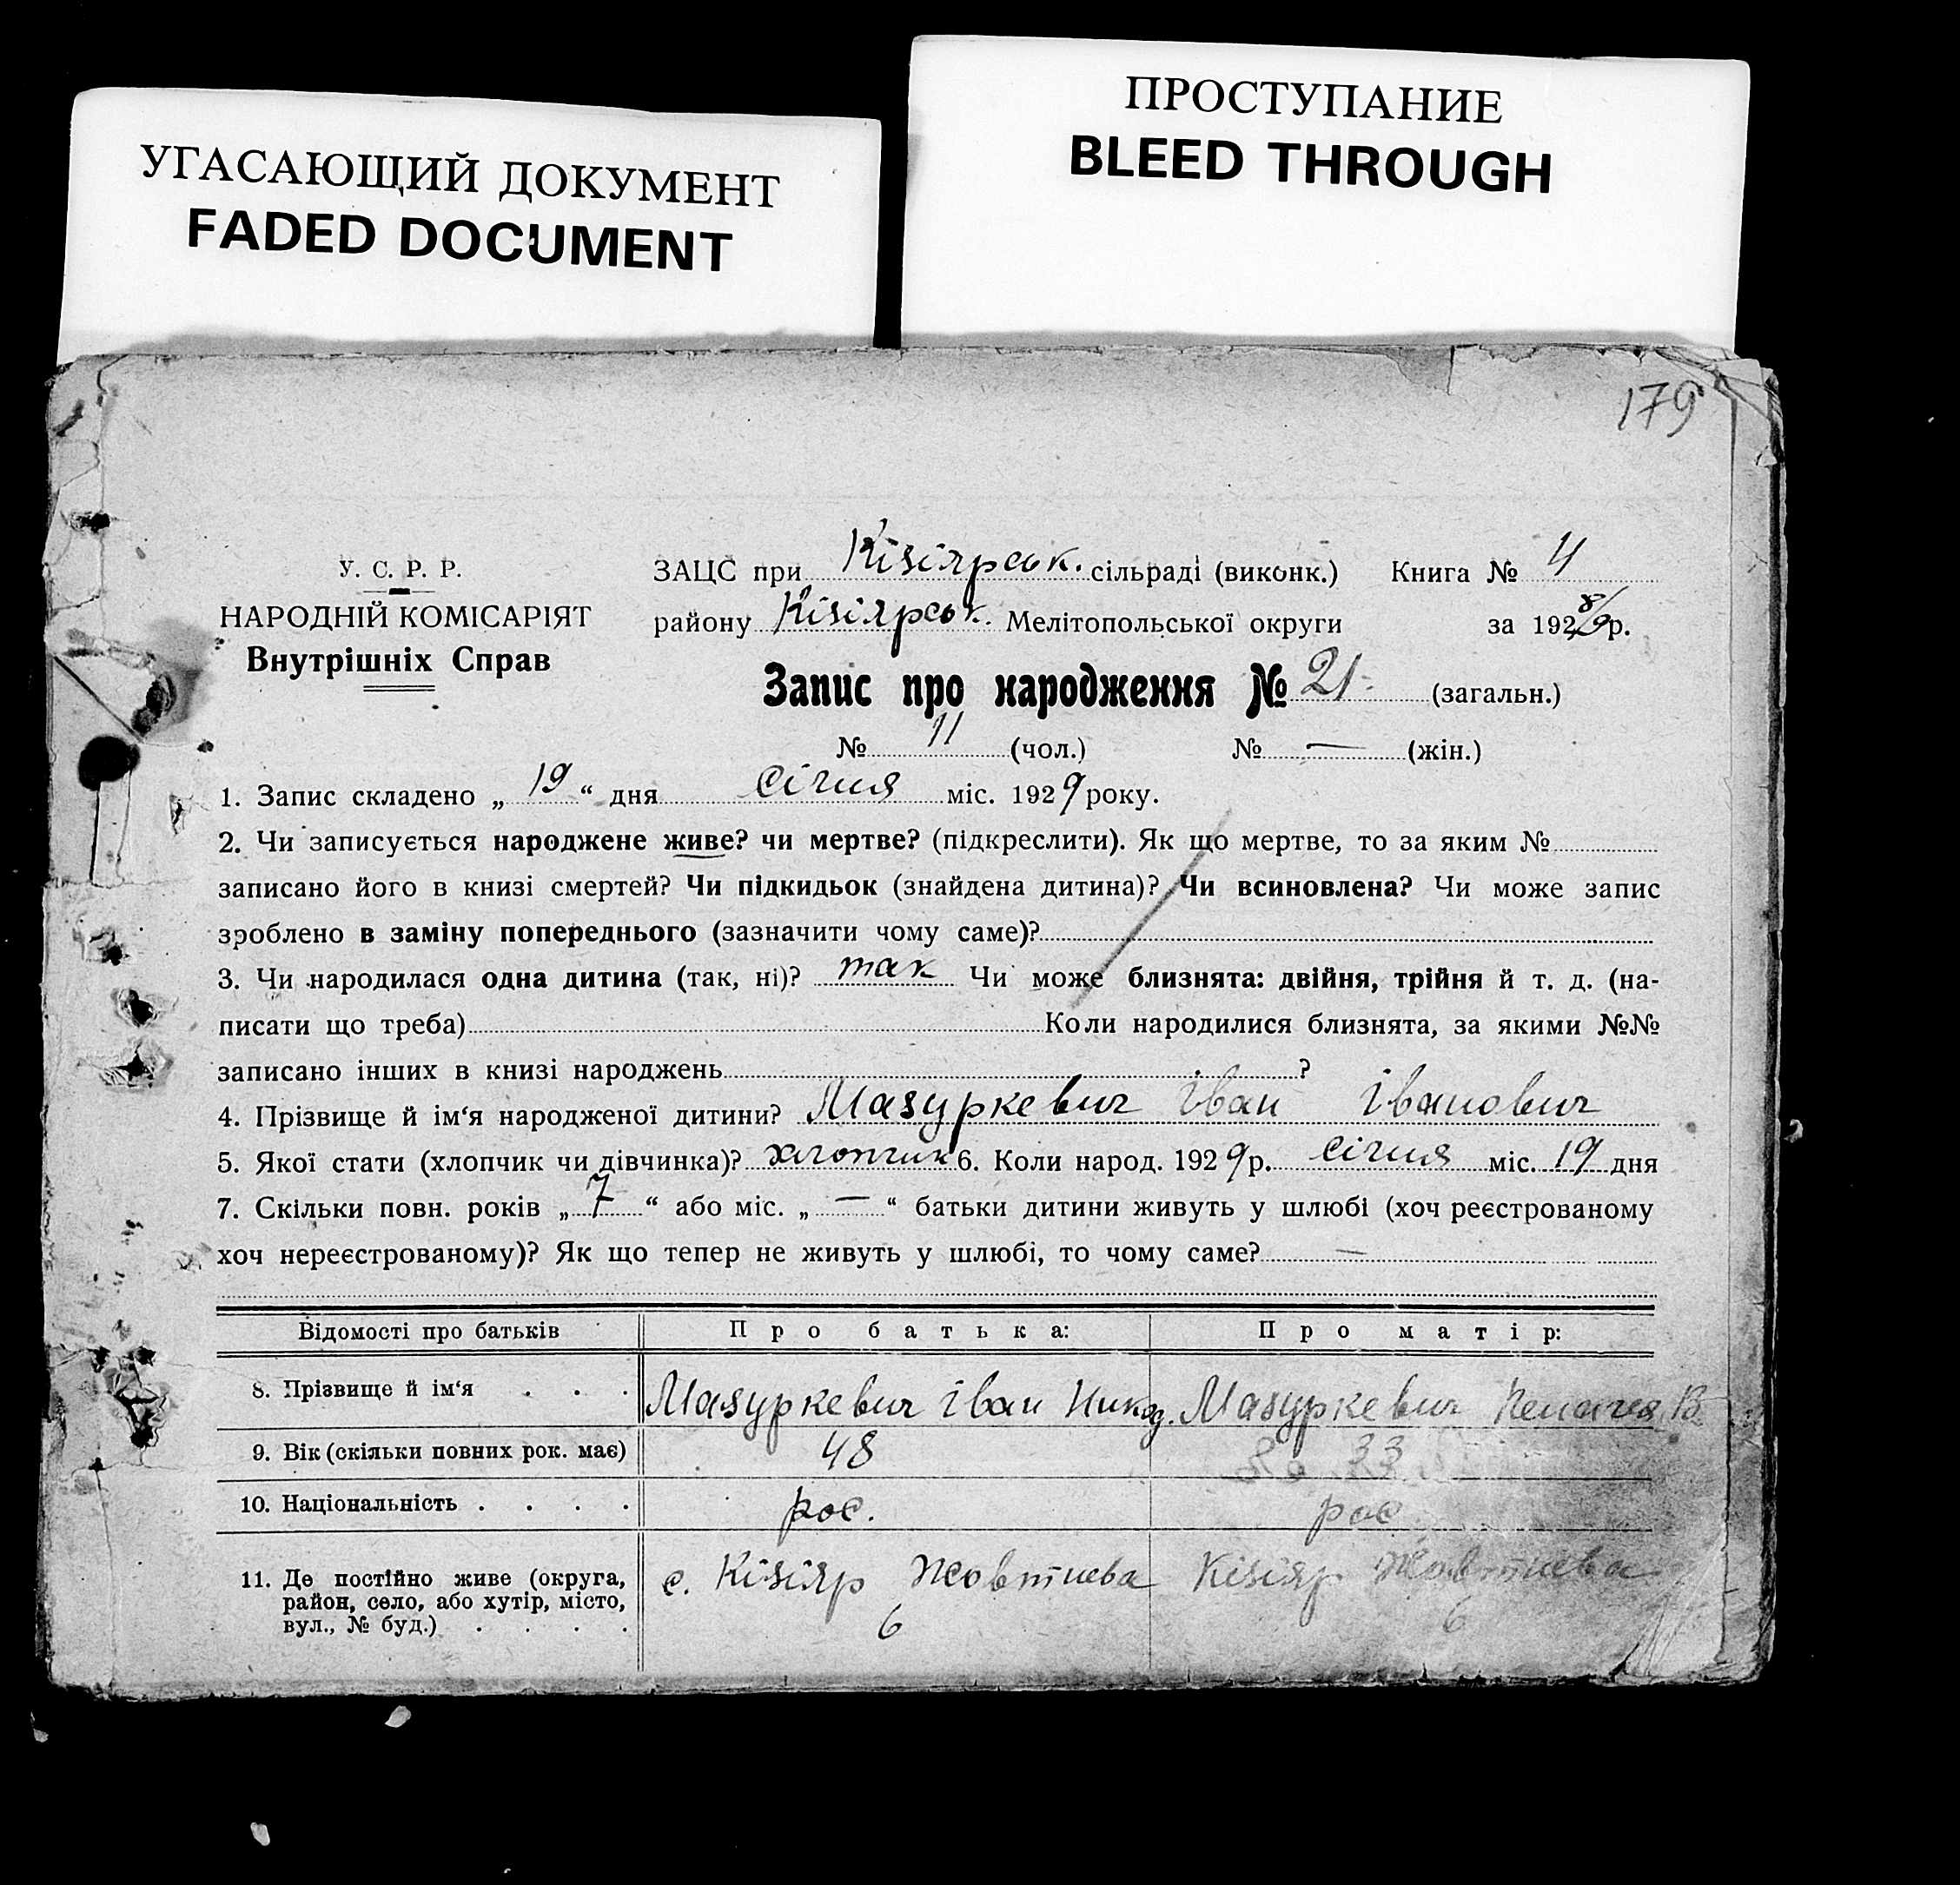 УГАСАЮЩИЙ ДОКУМЕНТ
FADED DOCUMENT
ПРОСТУПАНИЕ
BLEED THROUGH
179
У. С. Р. Р.
НАРОДНІЙ КОМІСАРІЯТ
Внутрішніх Справ
ЗАЦС при Кізіярськ. сільраді (виконк.) Книга № 4
району Кізіярськ. Мелітопольської округи за 1928/9р.
Запис про народження № 21 (загальн.)
№ 11 (чол.) № — (жін.)
1. Запис складено „ 19 “ дня січня міс. 1929 року.
2. Чи записується народжене живе? чи мертве? (підкреслити). Як що мертве, то за яким №
записано його в книзі смертей? Чи підкидьок (знайдена дитина)? Чи всиновлена? Чи може запис
зроблено в заміну попереднього (зазначити чому саме)?
3. Чи народилася одна дитина (так, ні)? так Чи може близнята: двійня, трійня й т. д. (на-
писати що треба) Коли народилися близнята, за якими №№
записано інших в книзі народжень ?
4. Прізвище й ім‘я народженої дитини? Мазуркевич Іван Іванович
5. Якої стати (хлопчик чи дівчинка)? хлопчик 6. Коли народ. 1929р. січня міс. 19 дня
7. Скільки повн. років „ 7 “ або міс. „ — “ батьки дитини живуть у шлюбі (хоч реєстрованому
хоч нереєстрованому)? Як що тепер не живуть у шлюбі, то чому саме? —
Відомості про батьків Про батька: Про матір:
8. Прізвище й ім‘я . . . Мазуркевич Іван Никод. Мазуркевич В.
9. Вік (скільки повних рок. має) 48 33
10. Національність . . . . рос. рос
11. Де постійно живе (округа, район, село, або хутір, місто, вул., № буд.) . . . . с. Кізіяр Жовтнева 6 Кізіяр Жовтнева 6